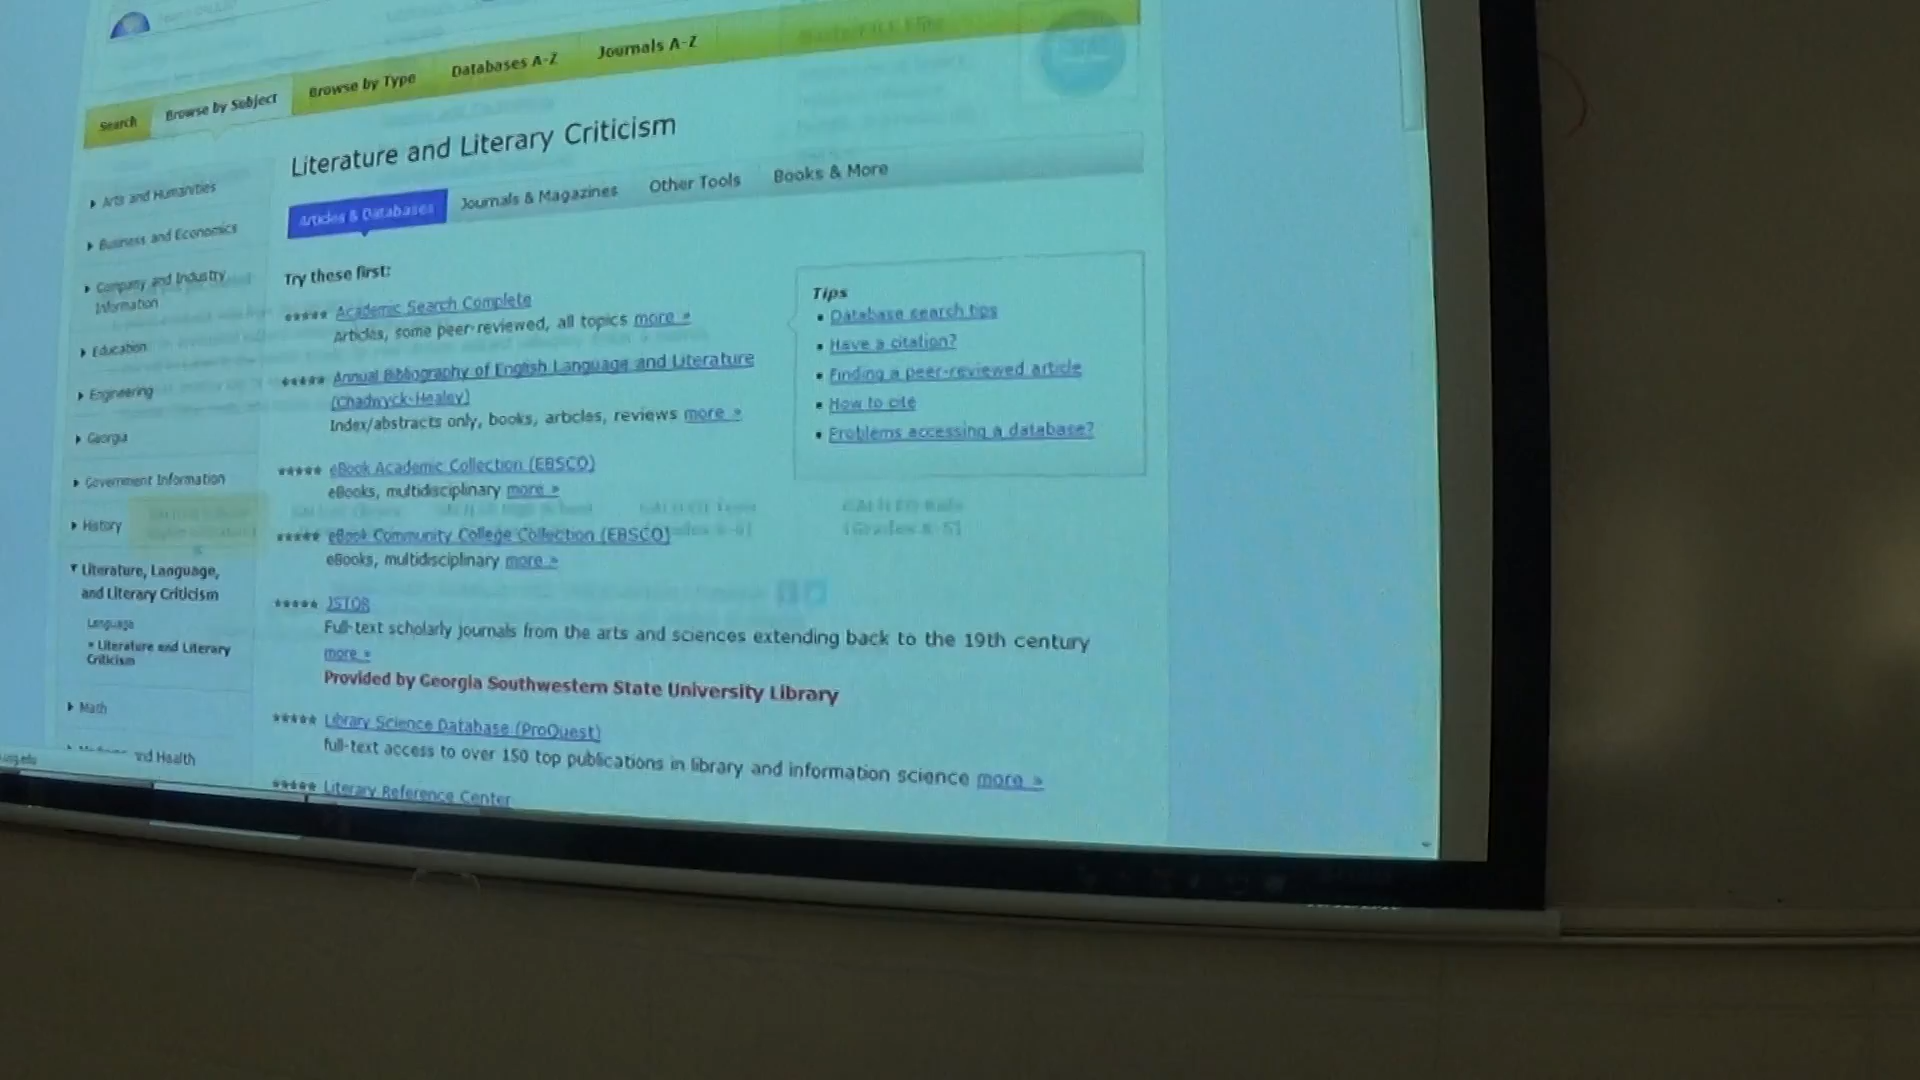 Search
Browse by Subject
Browse by Type
Databases A-Z
Journals A-Z
Literature and Literary Criticism
Articles & Databases
Journals & Magazines
Other Tools
Books & More
Arts and Humanities
Business and Economics
Company and Industry
Information
Education
Engineering
Georgia
Government Information
History
Literature, Language,
and Literary Criticism
Language
Literature and Literary
Criticism
Math
nd Health
Try these first:
Academic Search Complete
Articles, some peer-reviewed, all topics more »
Annual Bibliography of English Language and Literature
(Chadwyck-Healey)
Index/abstracts only, books, articles, reviews more »
eBook Academic Collection (EBSCO)
eBooks, multidisciplinary more »
eBook Community College Collection (EBSCO)
eBooks, multidisciplinary more »
JSTOR
Full-text scholarly journals from the arts and sciences extending back to the 19th century
more »
Provided by Georgia Southwestern State University Library
Library Science Database (ProQuest)
full-text access to over 150 top publications in library and information science more »
Literary Reference Center
Tips
Database search tips
Have a citation?
Finding a peer-reviewed article
How to cite
Problems accessing a database?